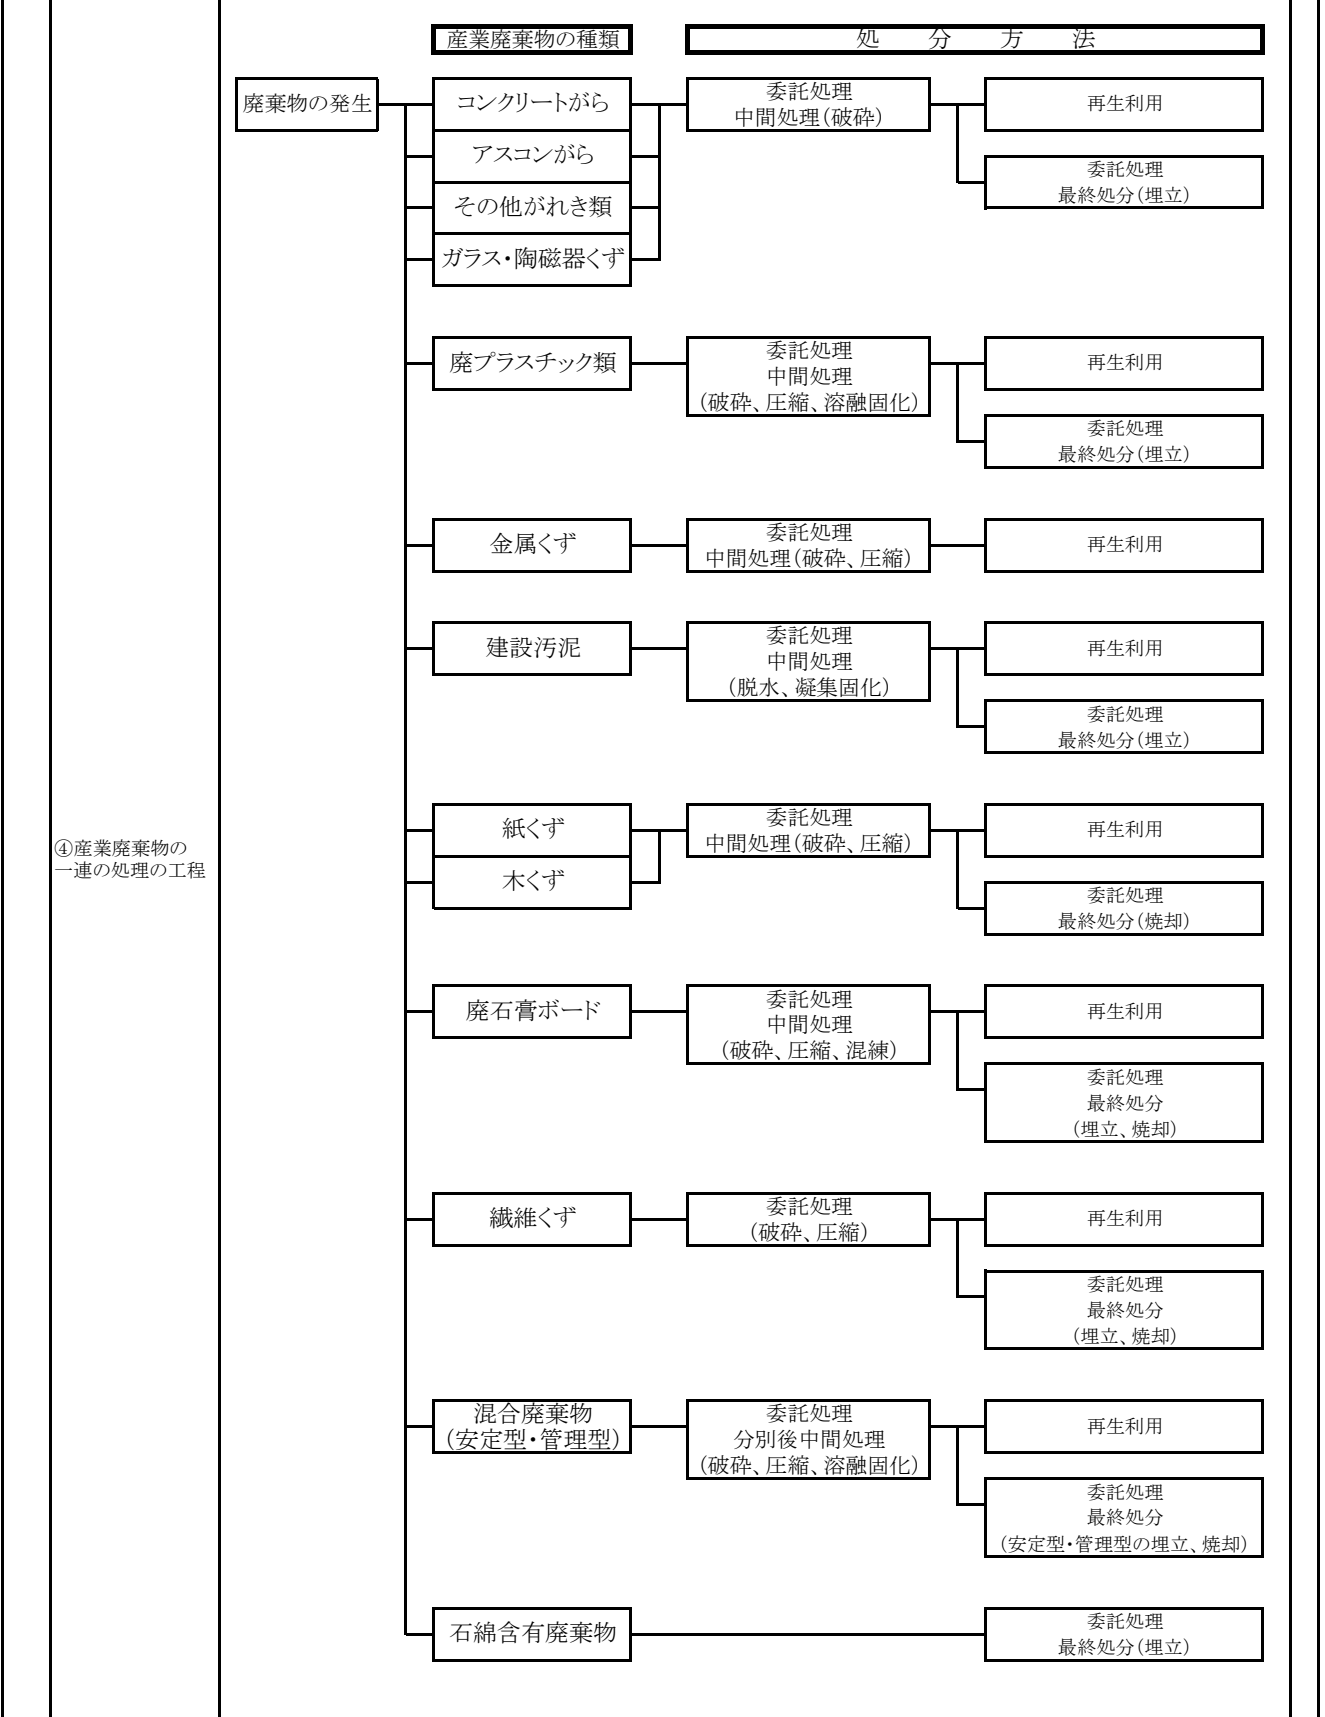 産業廃棄物の種類
処分方法
廃棄物の発生
コンクリートがら
委託処理
中間処理(破砕)
再生利用
アスコンがら
委託処理
最終処分(埋立)
その他がれき類
ガラス・陶磁器くず
廃プラスチック類
委託処理
中間処理
(破砕、圧縮、溶融固化)
再生利用
委託処理
最終処分(埋立)
金属くず
委託処理
中間処理(破砕、圧縮)
再生利用
建設汚泥
委託処理
中間処理
(脱水、凝集固化)
再生利用
委託処理
最終処分(埋立)
④産業廃棄物の
一連の処理の工程
紙くず
委託処理
中間処理(破砕、圧縮)
再生利用
木くず
委託処理
最終処分(焼却)
廃石膏ボード
委託処理
中間処理
(破砕、圧縮、混練)
再生利用
委託処理
最終処分
(埋立、焼却)
繊維くず
委託処理
(破砕、圧縮)
再生利用
委託処理
最終処分
(埋立、焼却)
混合廃棄物
(安定型・管理型)
委託処理
分別後中間処理
(破砕、圧縮、溶融固化)
再生利用
委託処理
最終処分
(安定型・管理型の埋立、焼却)
石綿含有廃棄物
委託処理
最終処分(埋立)